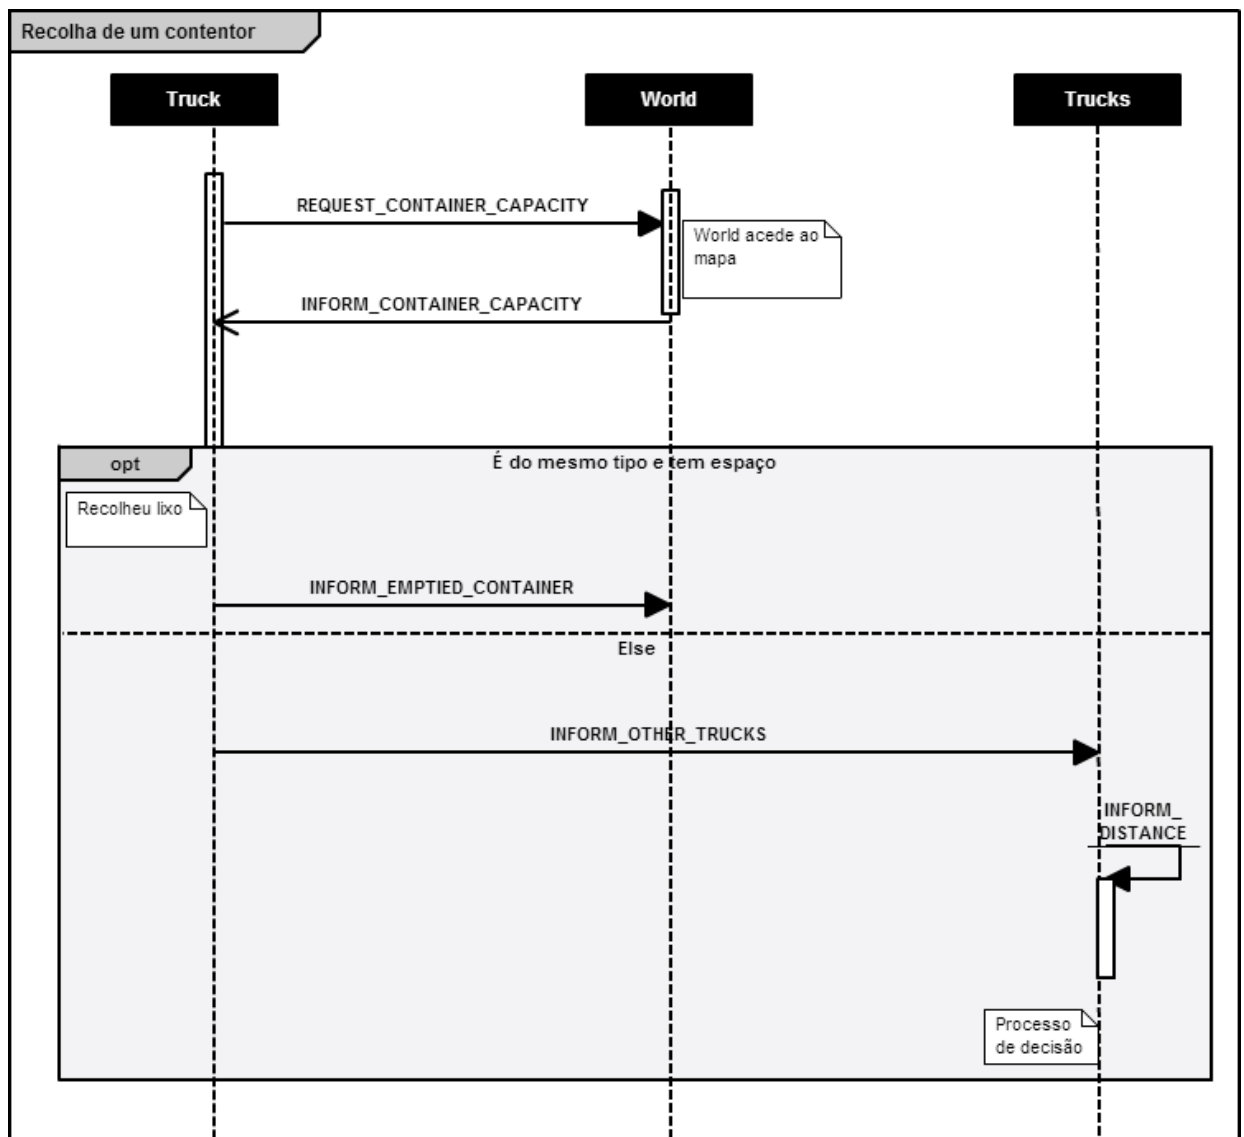 Recolha de um contentor
Truck
World
Trucks
REQUEST_CONTAINER_CAPACITY
World acede ao
mapa
INFORM_CONTAINER_CAPACITY
opt
É do mesmo tipo e tem espaço
Recolheu lixo
INFORM_EMPTIED_CONTAINER
Else
INFORM_OTHER_TRUCKS
INFORM_
DISTANCE
Processo
de decisão